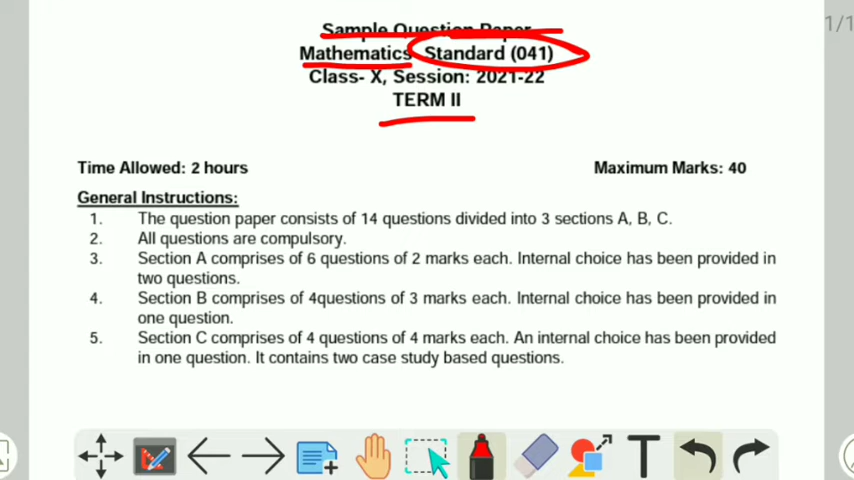 Sample Question Paper
1/1
Mathematics Standard (041)
Class- X, Session: 2021-22
TERM II
Time Allowed: 2 hours
Maximum Marks: 40
General Instructions:
1. The question paper consists of 14 questions divided into 3 sections A, B, C.
2. All questions are compulsory.
3. Section A comprises of 6 questions of 2 marks each. Internal choice has been provided in
two questions.
4. Section B comprises of 4questions of 3 marks each. Internal choice has been provided in
one question.
5. Section C comprises of 4 questions of 4 marks each. An internal choice has been provided
in one question. It contains two case study based questions.
T